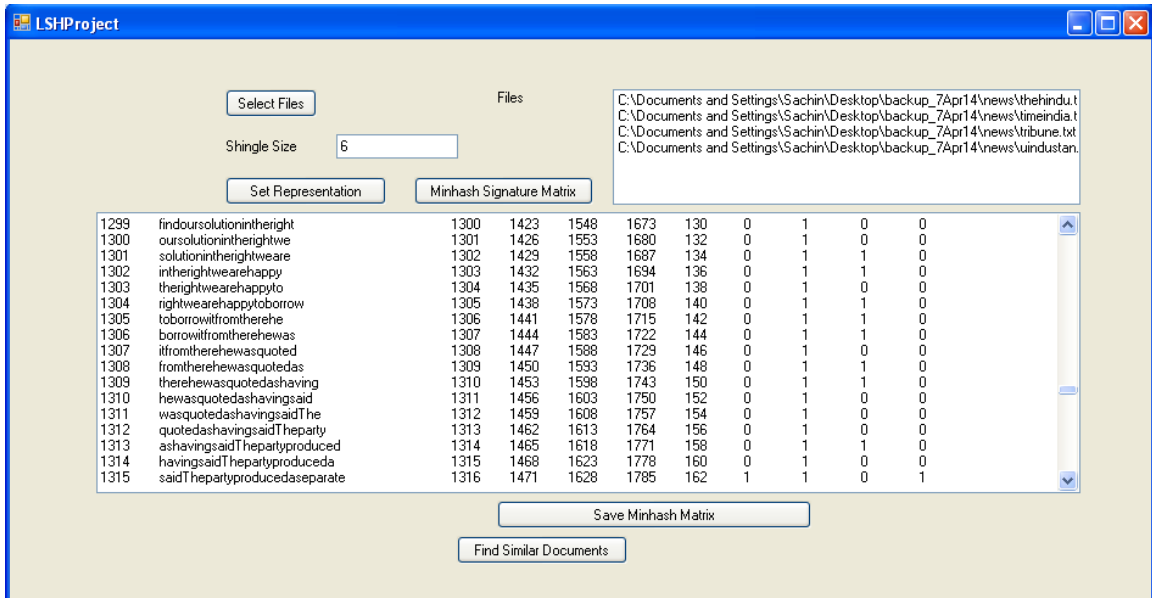 LSHProject
Select Files
Files
C:\Documents and Settings\Sachin\Desktop\backup_7Apr14\news\thehindu.t
C:\Documents and Settings\Sachin\Desktop\backup_7Apr14\news\timeindia.t
C:\Documents and Settings\Sachin\Desktop\backup_7Apr14\news\tribune.txt
C:\Documents and Settings\Sachin\Desktop\backup_7Apr14\news\uindustan.
Shingle Size 6
Set Representation Minhash Signature Matrix
1299 findoursolutionintheright 1300 1423 1548 1673 130 0 1 0 0
1300 oursolutionintherightwe 1301 1426 1553 1680 132 0 1 0 0
1301 solutionintherightweare 1302 1429 1558 1687 134 0 1 1 0
1302 intherightwearehappy 1303 1432 1563 1694 136 0 1 1 0
1303 therightwearehappyto 1304 1435 1568 1701 138 0 1 0 0
1304 rightwearehappytoborrow 1305 1438 1573 1708 140 0 1 1 0
1305 toborrowitfromtherehe 1306 1441 1578 1715 142 0 1 1 0
1306 borrowitfromtherehewas 1307 1444 1583 1722 144 0 1 1 0
1307 itfromtherehewasquoted 1308 1447 1588 1729 146 0 1 0 0
1308 fromtherehewasquotedas 1309 1450 1593 1736 148 0 1 1 0
1309 therehewasquotedashaving 1310 1453 1598 1743 150 0 1 1 0
1310 hewasquotedashavingsaid 1311 1456 1603 1750 152 0 1 0 0
1311 wasquotedashavingsaidThe 1312 1459 1608 1757 154 0 1 0 0
1312 quotedashavingsaidTheparty 1313 1462 1613 1764 156 0 1 0 0
1313 ashavingsaidThepartyproduced 1314 1465 1618 1771 158 0 1 1 0
1314 havingsaidThepartyproduceda 1315 1468 1623 1778 160 0 1 0 0
1315 saidThepartyproducedaseparate 1316 1471 1628 1785 162 1 1 0 1
Save Minhash Matrix
Find Similar Documents